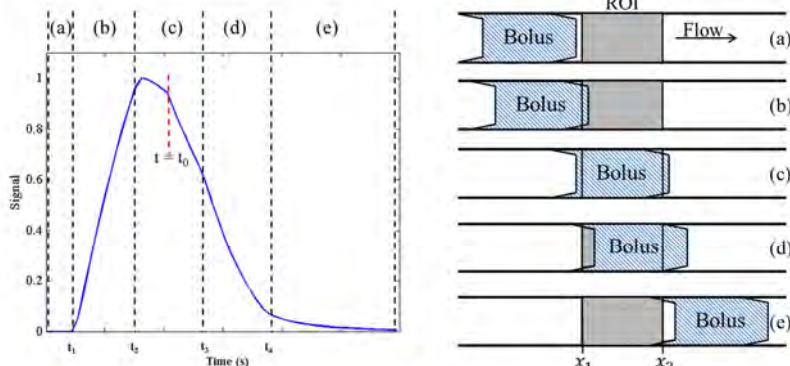 (a) (b) (c) (d) (e)
1
0.8
0.6
0.4
0.2
0
Signal
t = t₀
t₁ t₂ t₃ t₄
Time (s)
ROI
Bolus Flow (a)
Bolus (b)
Bolus (c)
Bolus (d)
Bolus (e)
x₁ x₂